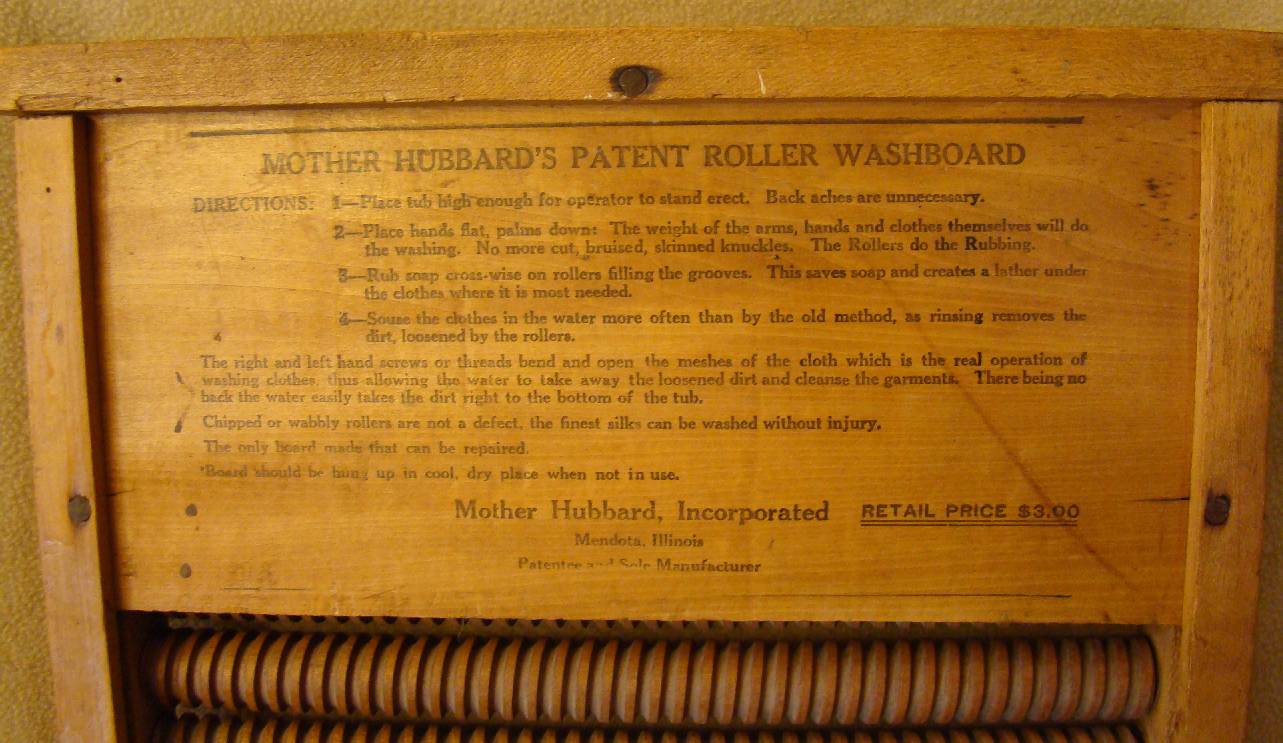 MOTHER HUBBARD'S PATENT ROLLER WASHBOARD
DIRECTIONS: 1—Place tub high enough for operator to stand erect. Back aches are unnecessary.
2—Place hands flat, palms down: The weight of the arms, hands and clothes themselves will do
the washing. No more cut, bruised, skinned knuckles. The Rollers do the Rubbing.
3—Rub soap cross-wise on rollers filling the grooves. This saves soap and creates a lather under
the clothes where it is most needed.
4—Souse the clothes in the water more often than by the old method, as rinsing removes the
dirt, loosened by the rollers.
The right and left hand screws or threads bend and open the meshes of the cloth which is the real operation of
washing clothes, thus allowing the water to take away the loosened dirt and cleanse the garments. There being no
back the water easily takes the dirt right to the bottom of the tub.
Chipped or wabbly rollers are not a defect, the finest silks can be washed without injury.
The only board made that can be repaired.
Board should be hung up in cool, dry place when not in use.
Mother Hubbard, Incorporated RETAIL PRICE $3.00
Mendota, Illinois
Patentee and Sole Manufacturer